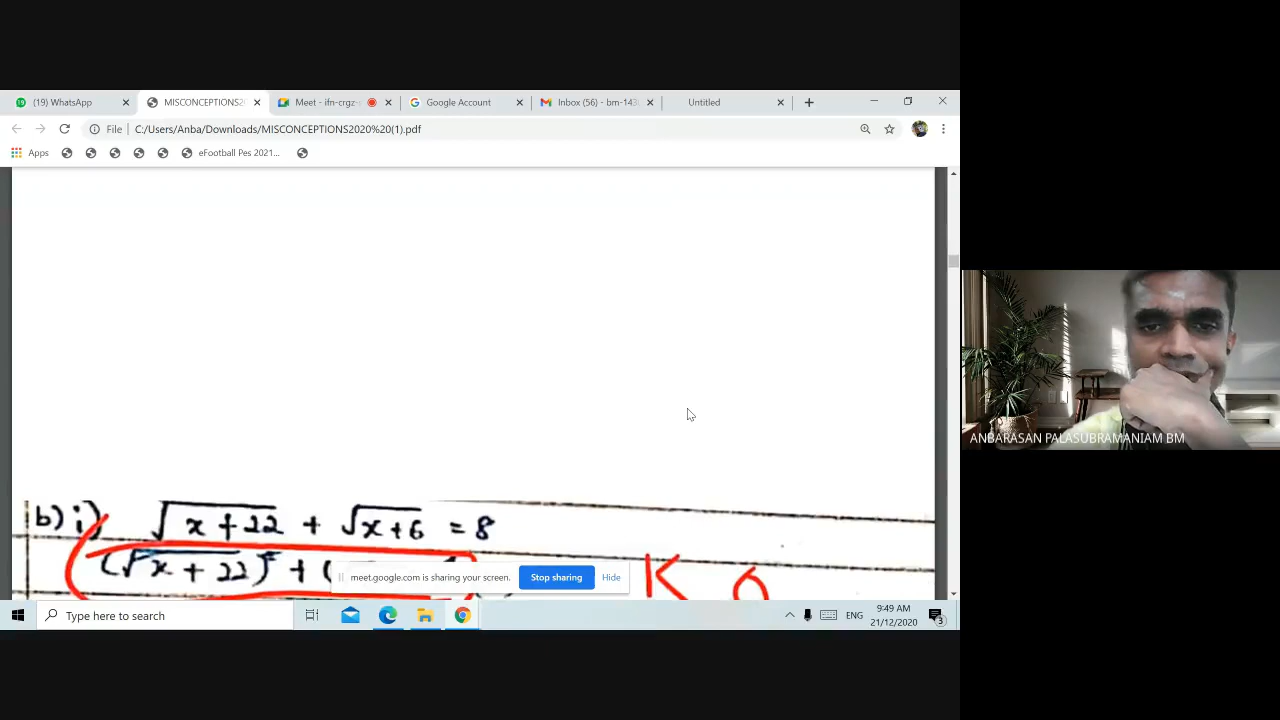 (19) WhatsApp
MISCONCEPTIONS2
Meet - ifn-crgz-
Google Account
Inbox (56) - bm-143
Untitled
File C:/Users/Anba/Downloads/MISCONCEPTIONS2020%20(1).pdf
Apps
eFootball Pes 2021...
ANBARASAN PALASUBRAMANIAM BM
b) i) √x+22 + √x+6 = 8
(√x+22)² + (
K 0
meet.google.com is sharing your screen. Stop sharing Hide
Type here to search
ENG
9:49 AM
21/12/2020
3